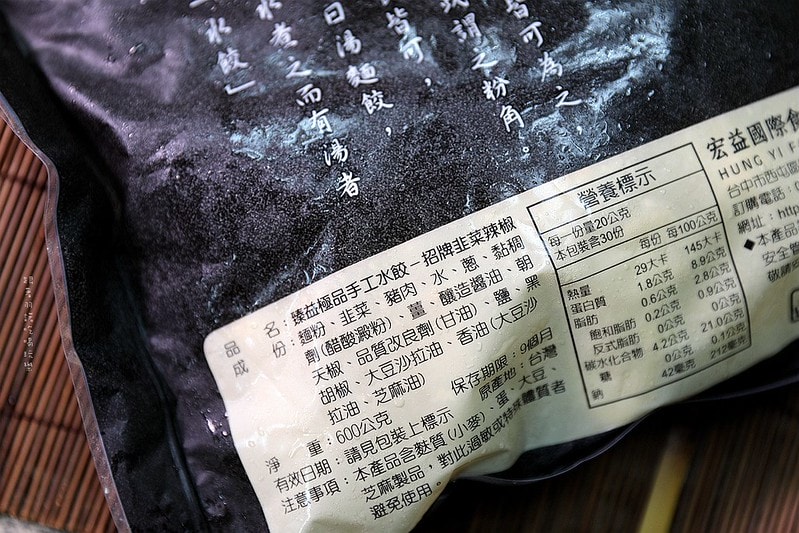 皆可為之，
或謂之粉角。
皆可，
日湯麵餃，
水煮之而有湯者
水餃」
品　名：臻益極品手工水餃－招牌韭菜辣椒
成　份：麵粉、韭菜、豬肉、水、蔥、黏稠
劑(醋酸澱粉)、薑、釀造醬油、朝
天椒、品質改良劑(甘油)、鹽、黑
胡椒、大豆沙拉油、香油(大豆沙
拉油、芝麻油)
保存期限：9個月
淨　重：600公克
原產地：台灣
有效日期：請見包裝上標示
注意事項：本產品含麩質(小麥)、蛋、大豆、
芝麻製品，對此過敏或特殊體質者
避免使用。
營養標示
每一份量20公克
本包裝含30份
每份 每100公克
熱量 29大卡 145大卡
蛋白質 1.8公克 8.9公克
脂肪 0.6公克 2.8公克
飽和脂肪 0.2公克 0.9公克
反式脂肪 0公克 0公克
碳水化合物 4.2公克 21.0公克
糖 0公克 0.1公克
鈉 42毫克 212毫克
宏益國際食
HUNG YI F
台中市西屯區
訂購電話：0
網址：http
◆本產品
安全管
敬請